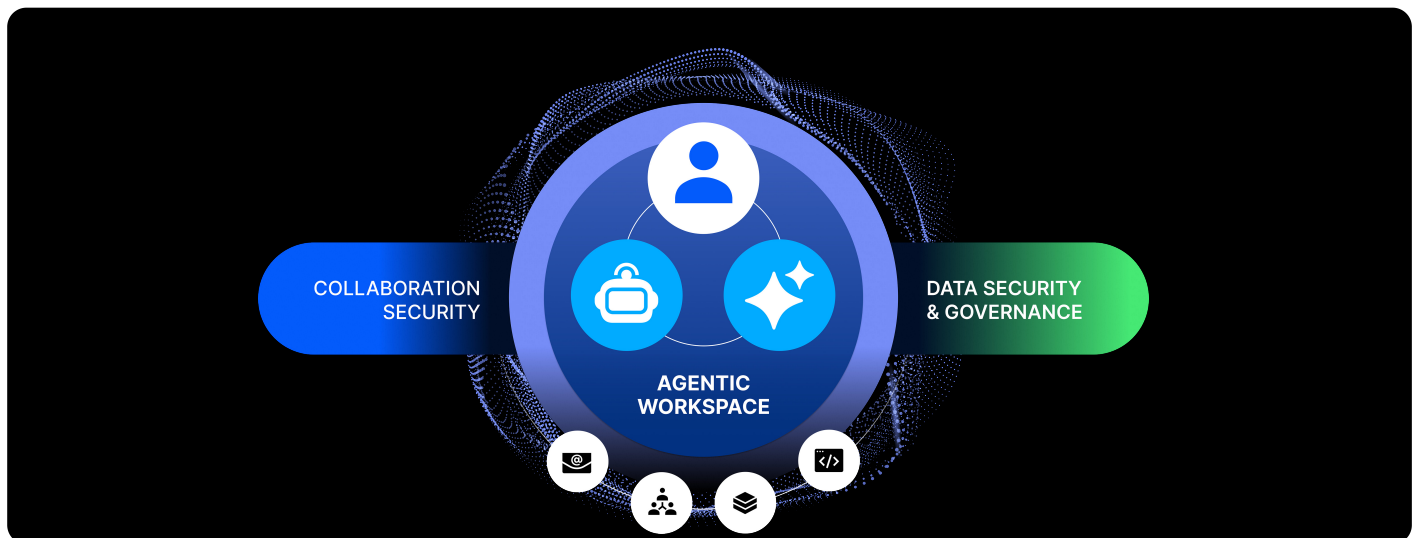 COLLABORATION
SECURITY
AGENTIC
WORKSPACE
DATA SECURITY
& GOVERNANCE